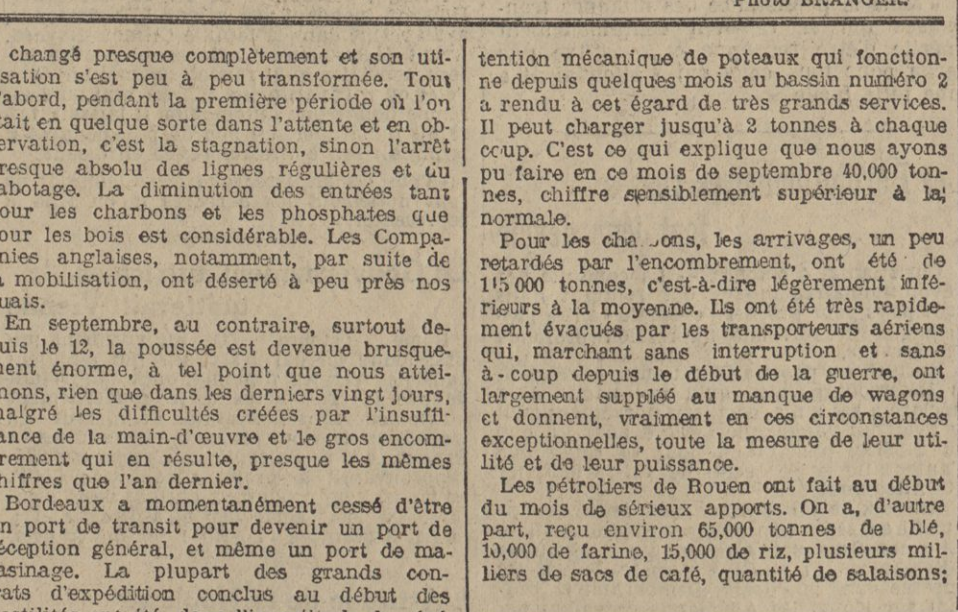 Photo BRANGER.
changé presque complètement et son uti-
sation s'est peu à peu transformée. Tout
'abord, pendant la première période où l'on
tait en quelque sorte dans l'attente et en ob-
ervation, c'est la stagnation, sinon l'arrêt
resque absolu des lignes régulières et du
abotage. La diminution des entrées tant
our les charbons et les phosphates que
our les bois est considérable. Les Compa-
nies anglaises, notamment, par suite de
a mobilisation, ont déserté à peu près nos
uais.
En septembre, au contraire, surtout de-
uis le 12, la poussée est devenue brusque-
ment énorme, à tel point que nous attei-
nons, rien que dans les derniers vingt jours,
malgré les difficultés créées par l'insuffi-
ance de la main-d'œuvre et le gros encom-
rement qui en résulte, presque les mêmes
hiffres que l'an dernier.
Bordeaux a momentanément cessé d'être
n port de transit pour devenir un port de
éception général, et même un port de ma-
asinage. La plupart des grands con-
rats d'expédition conclus au début des
tention mécanique de poteaux qui fonction-
ne depuis quelques mois au bassin numéro 2
a rendu à cet égard de très grands services.
Il peut charger jusqu'à 2 tonnes à chaque
coup. C'est ce qui explique que nous ayons
pu faire en ce mois de septembre 40,000 ton-
nes, chiffre sensiblement supérieur à la
normale.
Pour les cha ons, les arrivages, un peu
retardés par l'encombrement, ont été de
115 000 tonnes, c'est-à-dire légèrement infé-
rieurs à la moyenne. Ils ont été très rapide-
ment évacués par les transporteurs aériens
qui, marchant sans interruption et sans
à-coup depuis le début de la guerre, ont
largement suppléé au manque de wagons
et donnent, vraiment en ces circonstances
exceptionnelles, toute la mesure de leur uti-
lité et de leur puissance.
Les pétroliers de Rouen ont fait au début
du mois de sérieux apports. On a, d'autre
part, reçu environ 65,000 tonnes de blé,
10,000 de farine, 15,000 de riz, plusieurs mil-
liers de sacs de café, quantité de salaisons;